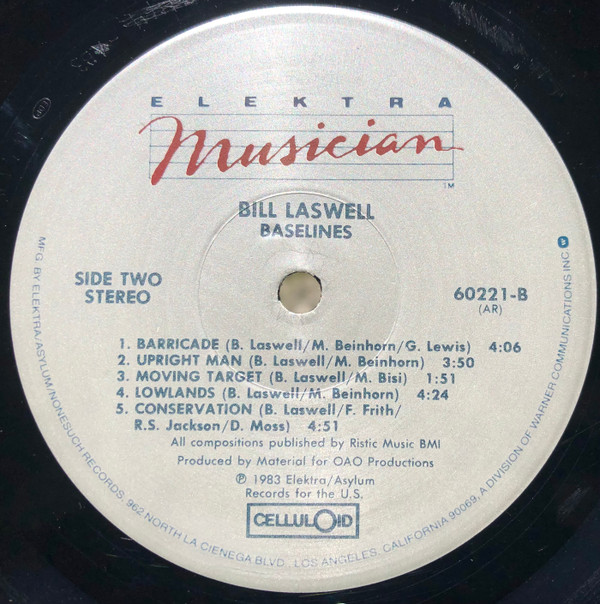 ELEKTRA
Musician
TM
BILL LASWELL
BASELINES
SIDE TWO
STEREO
60221-B
(AR)
1. BARRICADE (B. Laswell/M. Beinhorn/G. Lewis) 4:06
2. UPRIGHT MAN (B. Laswell/M. Beinhorn) 3:50
3. MOVING TARGET (B. Laswell/M. Bisi) 1:51
4. LOWLANDS (B. Laswell/M. Beinhorn) 4:24
5. CONSERVATION (B. Laswell/F. Frith/
R.S. Jackson/D. Moss) 4:51
All compositions published by Ristic Music BMI
Produced by Material for OAO Productions
℗ 1983 Elektra/Asylum
Records for the U.S.
CELLULOID
MFG. BY ELEKTRA/ASYLUM/NONESUCH RECORDS, 962 NORTH LA CIENEGA BLVD., LOS ANGELES, CALIFORNIA 90069, A DIVISION OF WARNER COMMUNICATIONS INC